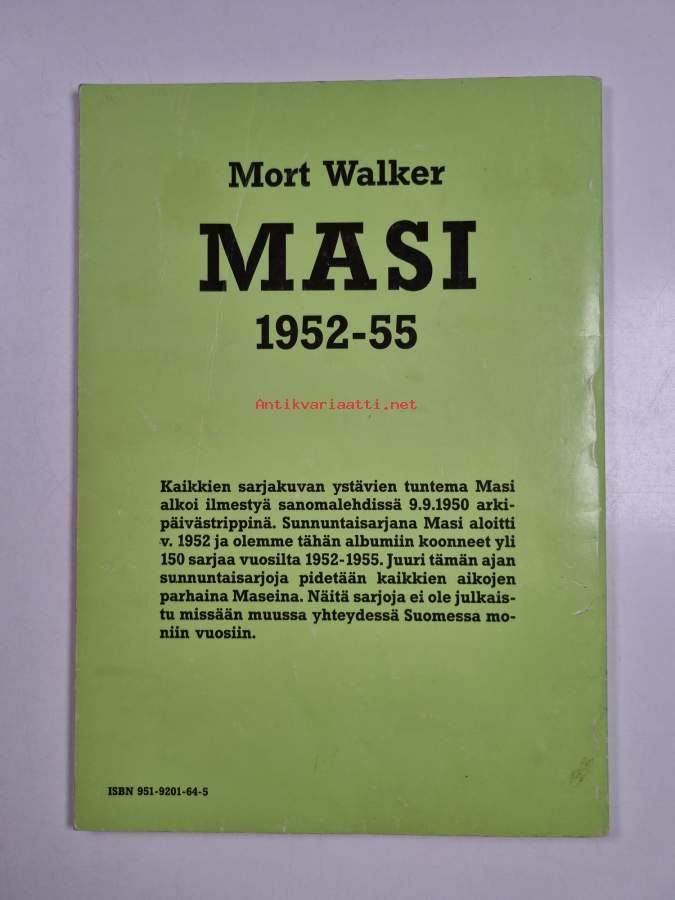 Mort Walker
MASI
1952-55
Antikvariaatti.net
Kaikkien sarjakuvan ystävien tuntema Masi
alkoi ilmestyä sanomalehdissä 9.9.1950 arki-
päivästrippinä. Sunnuntaisarjana Masi aloitti
v. 1952 ja olemme tähän albumiin koonneet yli
150 sarjaa vuosilta 1952-1955. Juuri tämän ajan
sunnuntaisarjoja pidetään kaikkien aikojen
parhaina Maseina. Näitä sarjoja ei ole julkais-
tu missään muussa yhteydessä Suomessa mo-
niin vuosiin.
ISBN 951-9201-64-5